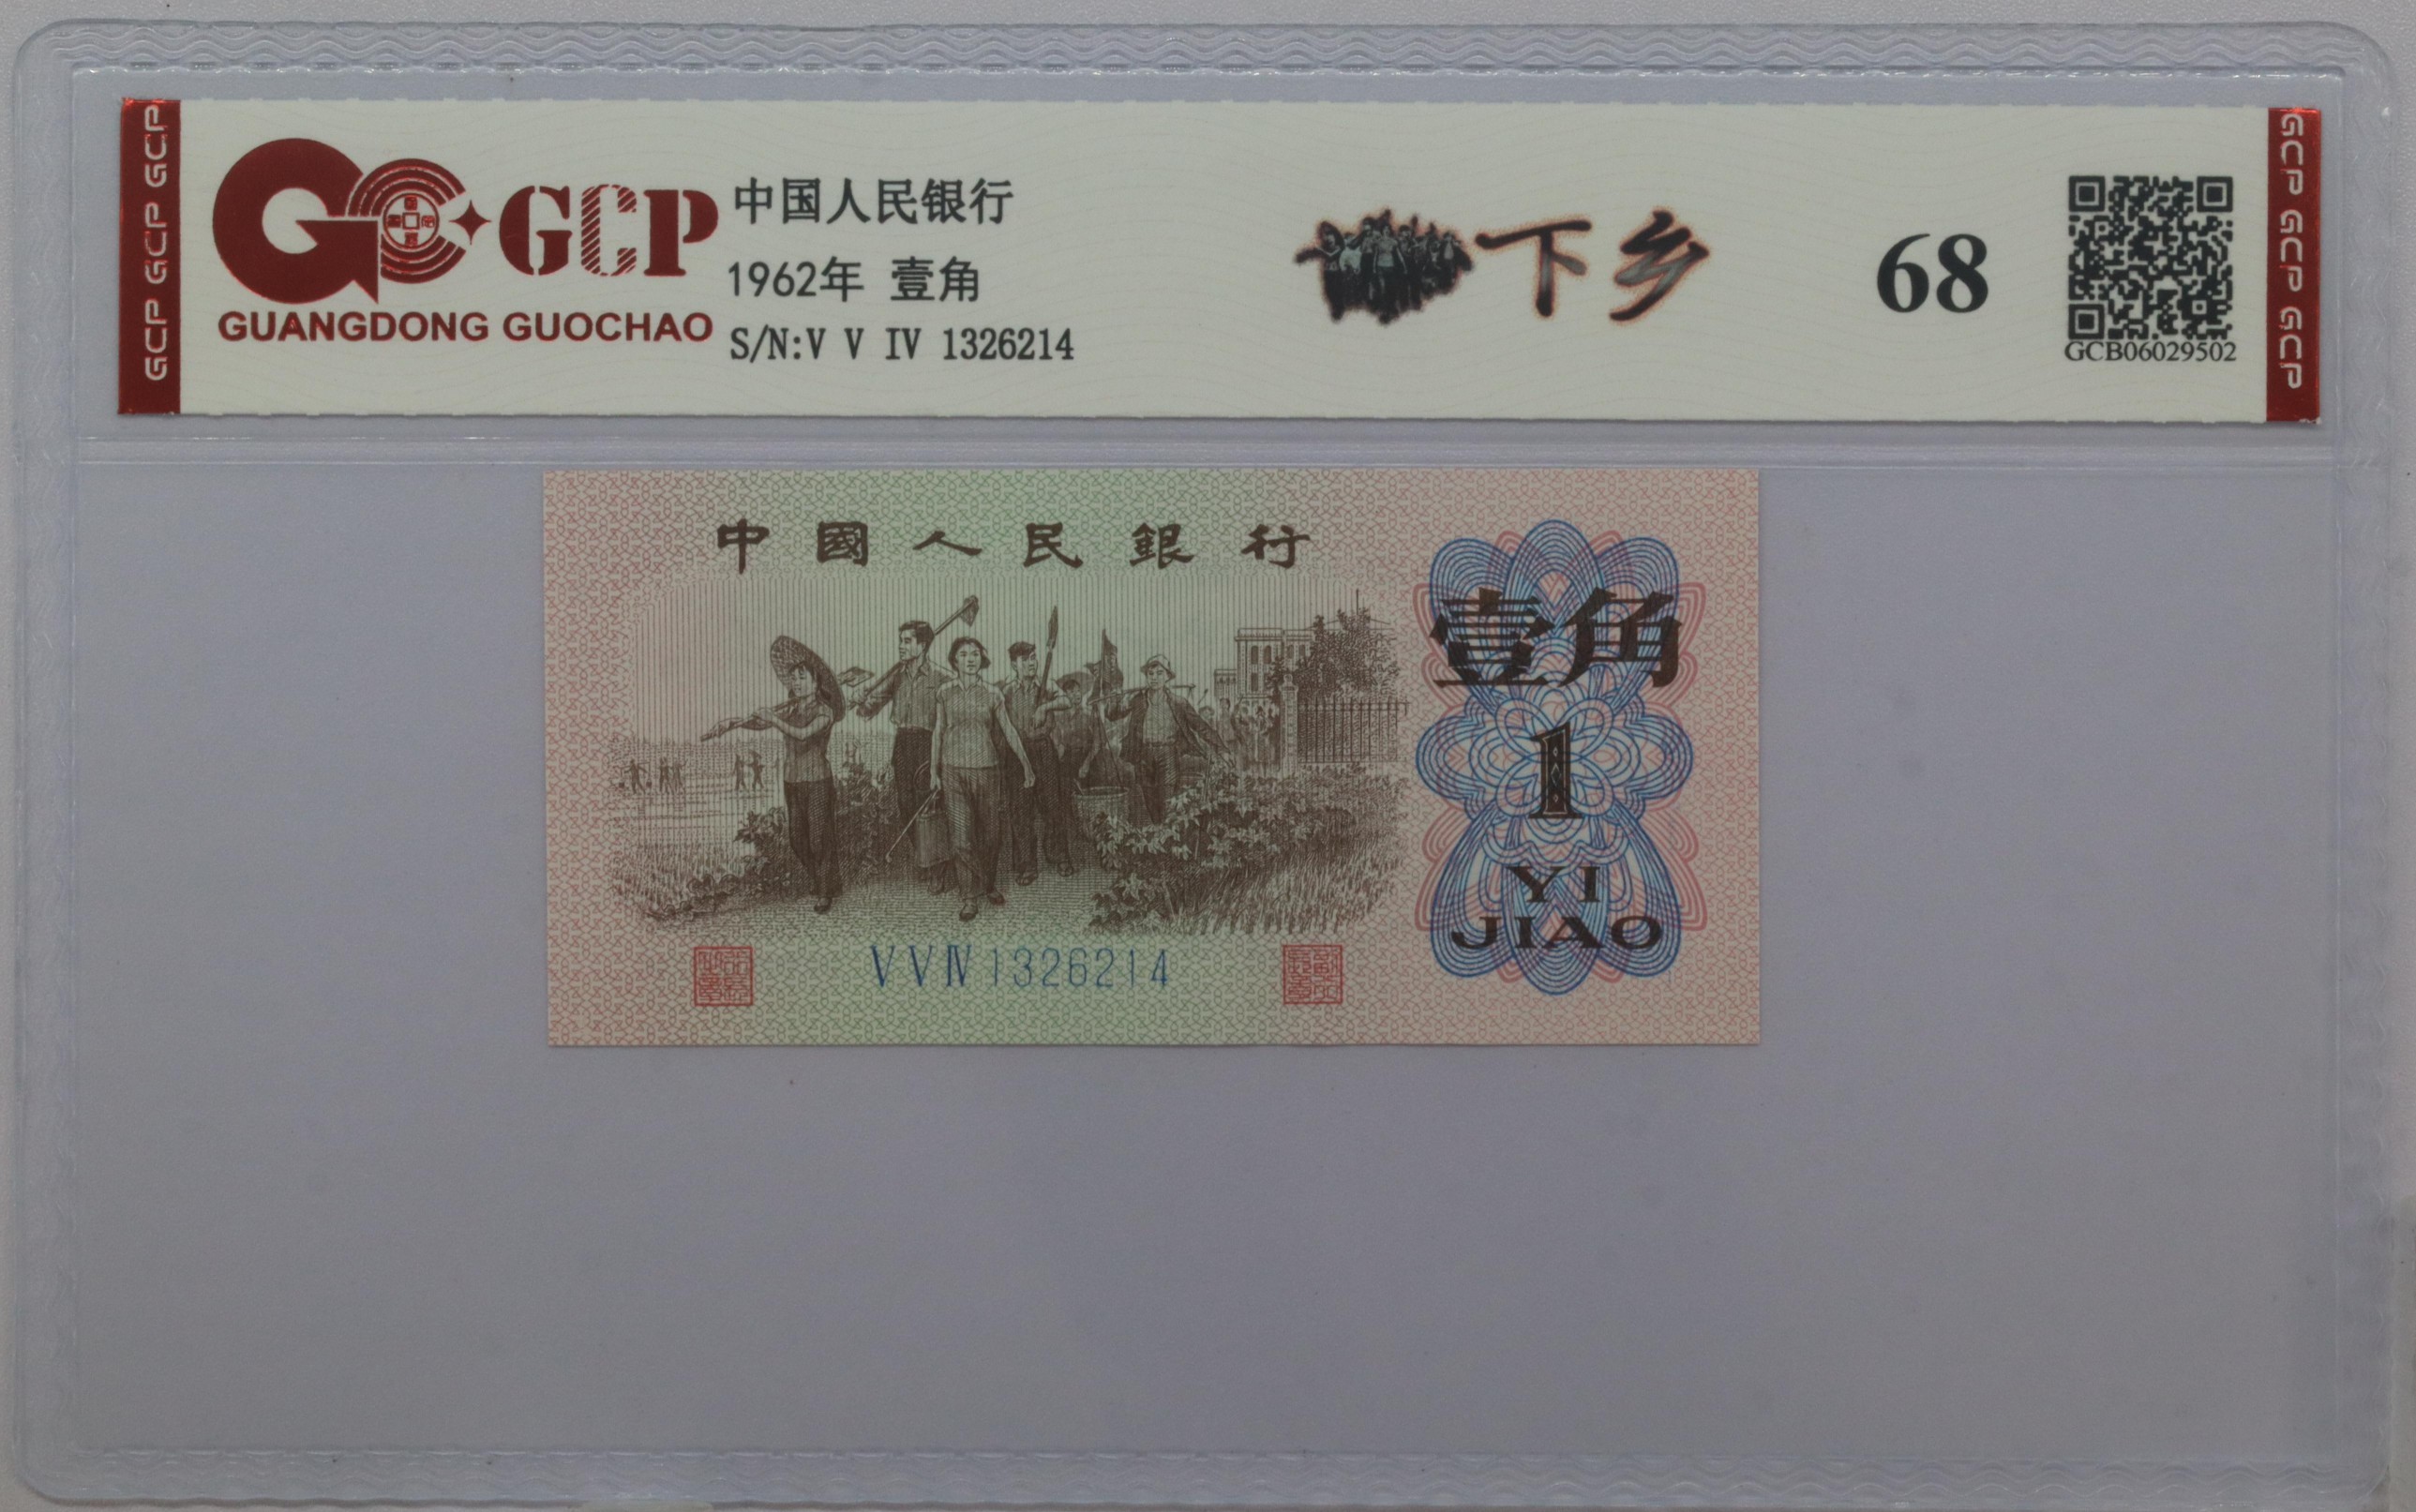 GCP GCP GCP
GCP
GUANGDONG GUOCHAO
中国人民银行
1962年 壹角
S/N:V V IV 1326214
下乡
68
GCB06029502
GCP GCP GCP
中國人民銀行
壹角
1
YI
JIAO
V V IV 1326214